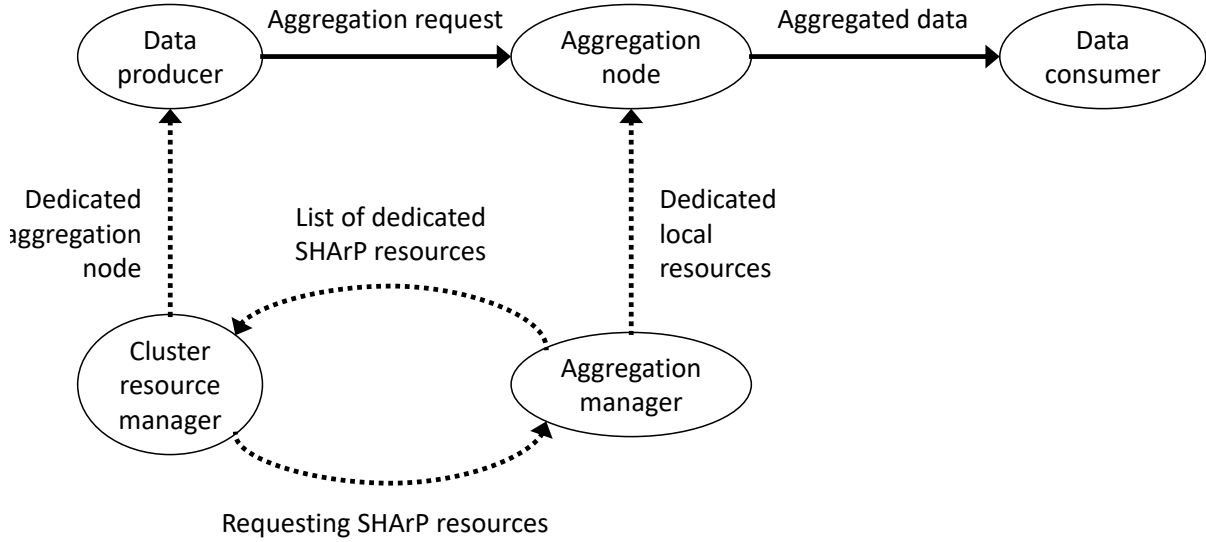 Aggregation request
Aggregated data
Data
producer
Aggregation
node
Data
consumer
Dedicated
aggregation
node
List of dedicated
SHArP resources
Dedicated
local
resources
Cluster
resource
manager
Aggregation
manager
Requesting SHArP resources